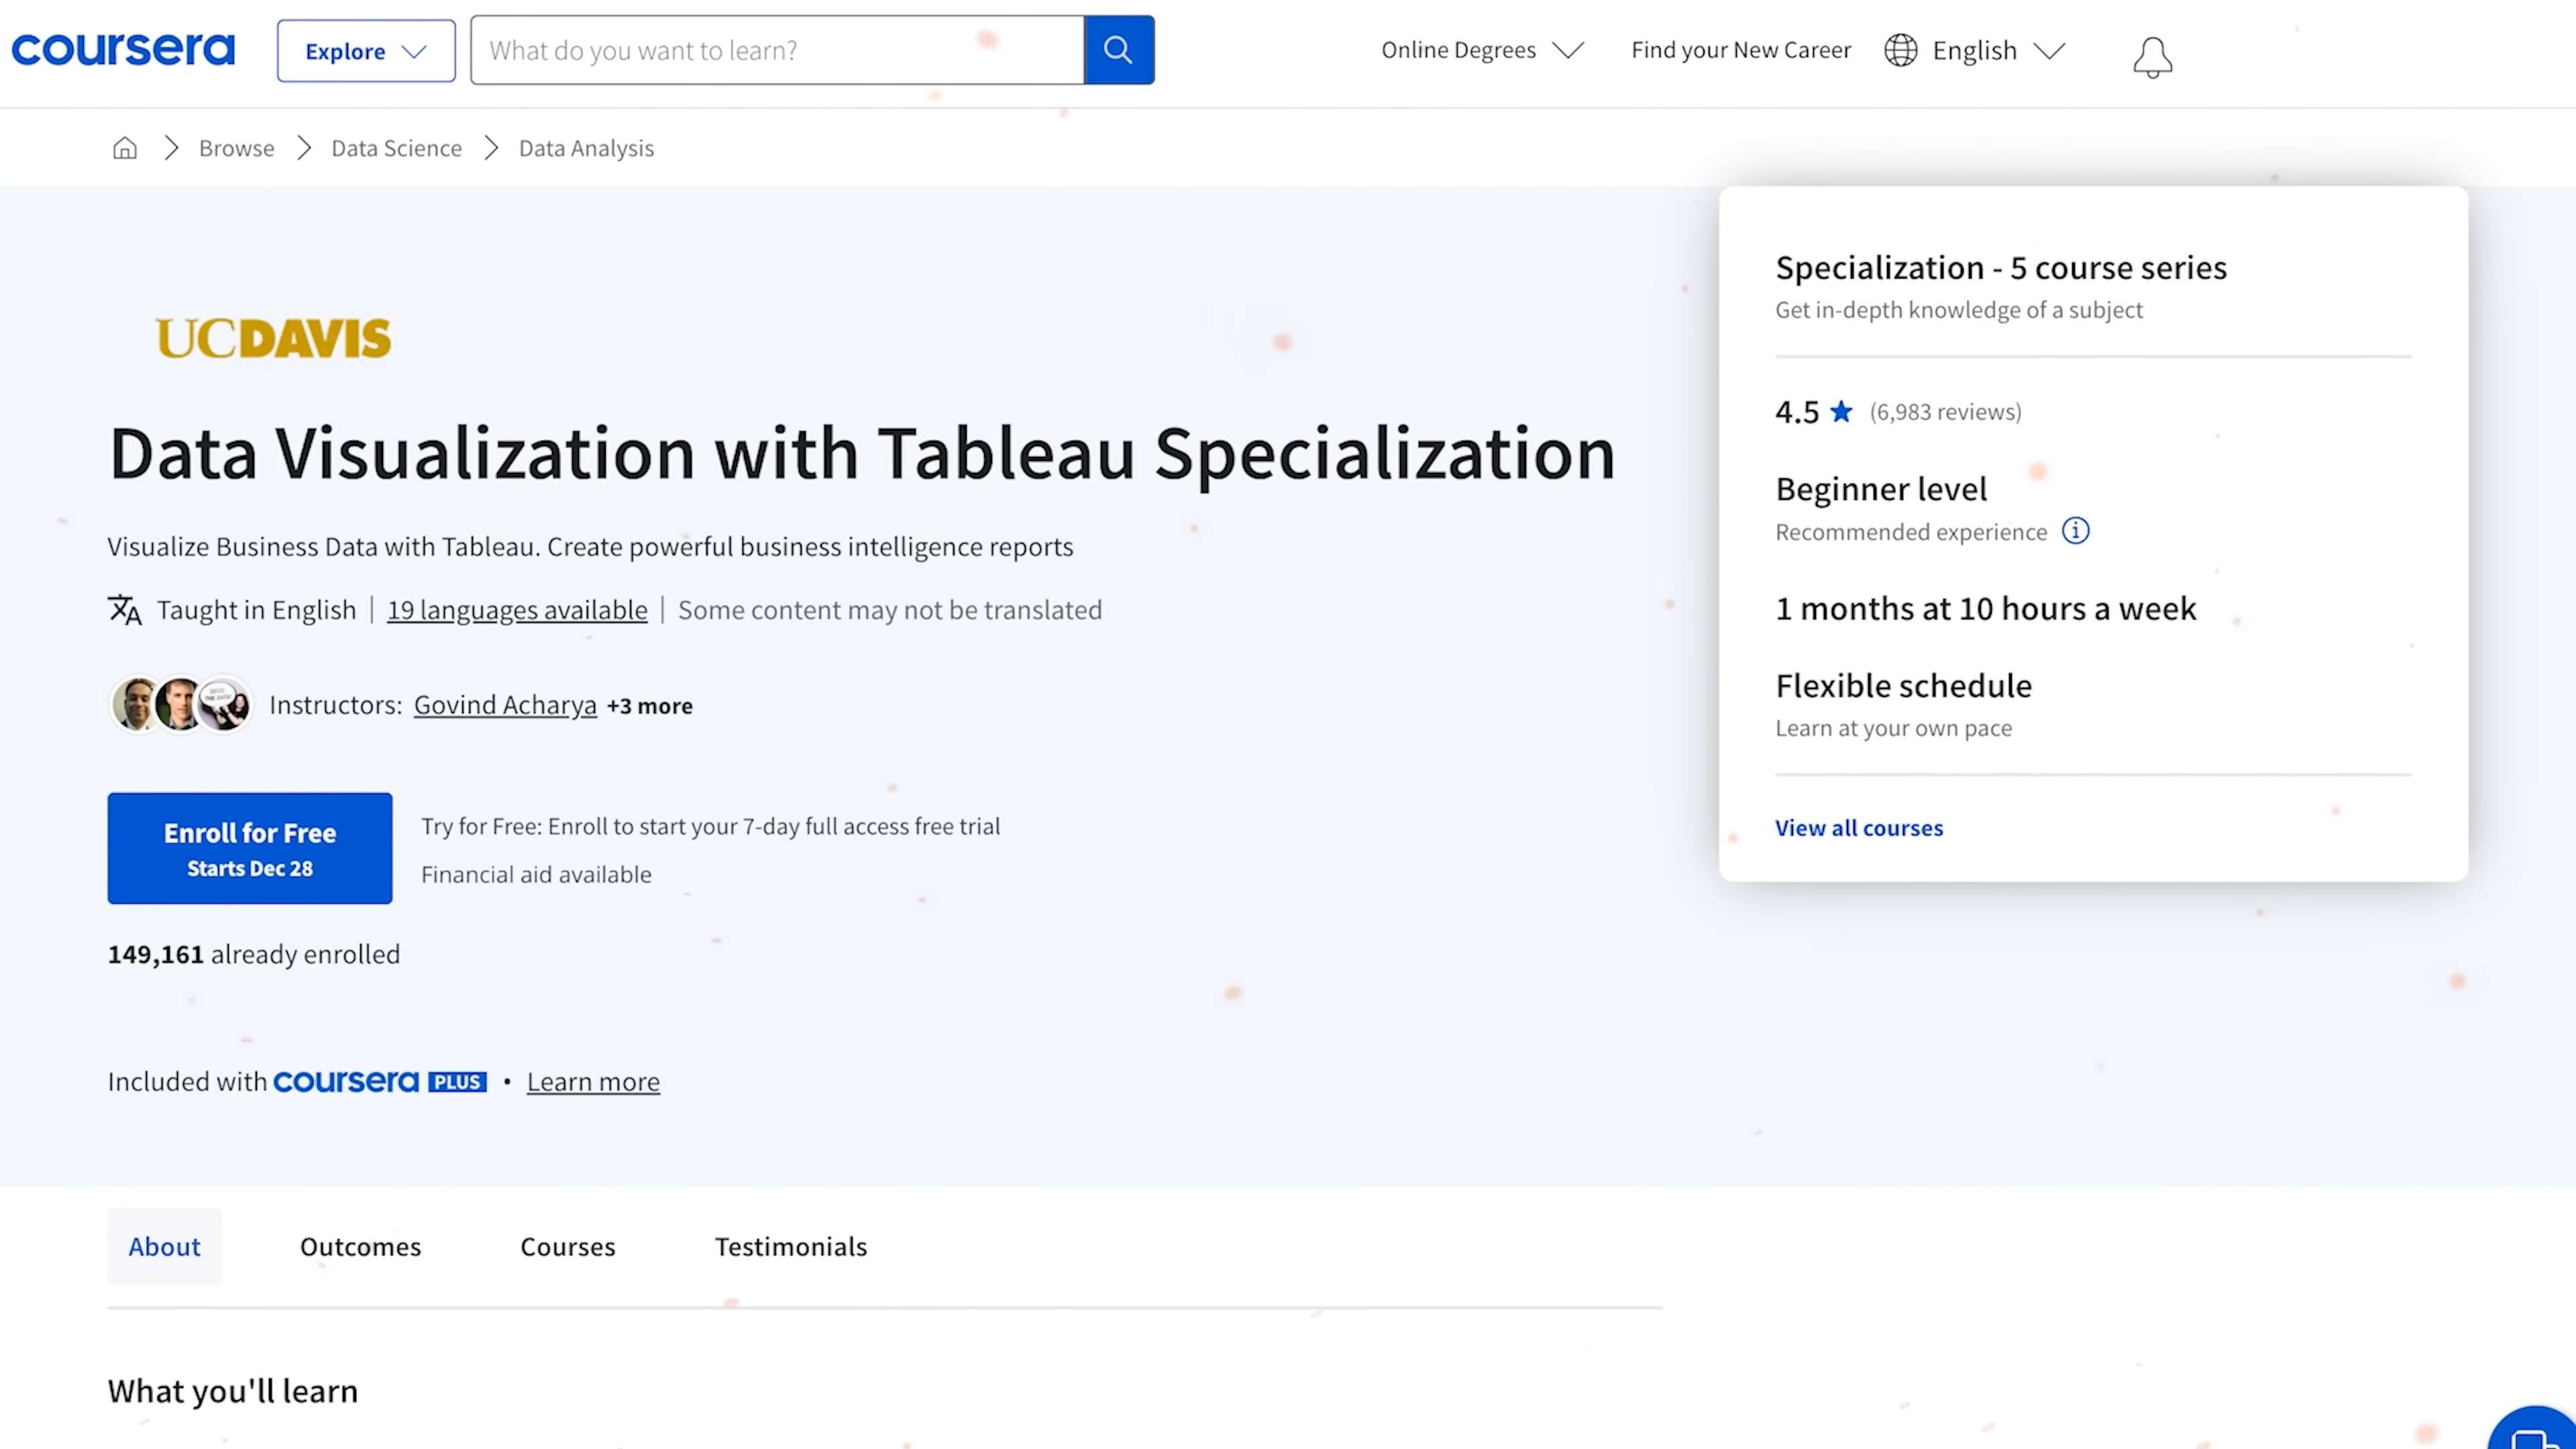 coursera
Explore
What do you want to learn?
Online Degrees
Find your New Career
English
Browse
Data Science
Data Analysis
UCDAVIS
Data Visualization with Tableau Specialization
Visualize Business Data with Tableau. Create powerful business intelligence reports
Taught in English | 19 languages available | Some content may not be translated
Instructors: Govind Acharya +3 more
Enroll for Free
Starts Dec 28
Try for Free: Enroll to start your 7-day full access free trial
Financial aid available
149,161 already enrolled
Included with coursera PLUS • Learn more
Specialization - 5 course series
Get in-depth knowledge of a subject
4.5 (6,983 reviews)
Beginner level
Recommended experience
1 months at 10 hours a week
Flexible schedule
Learn at your own pace
View all courses
About
Outcomes
Courses
Testimonials
What you'll learn